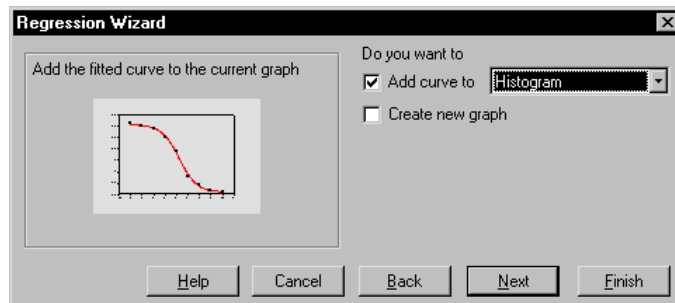 Regression Wizard
Add the fitted curve to the current graph
Do you want to
Add curve to Histogram
Create new graph
Help Cancel Back Next Finish